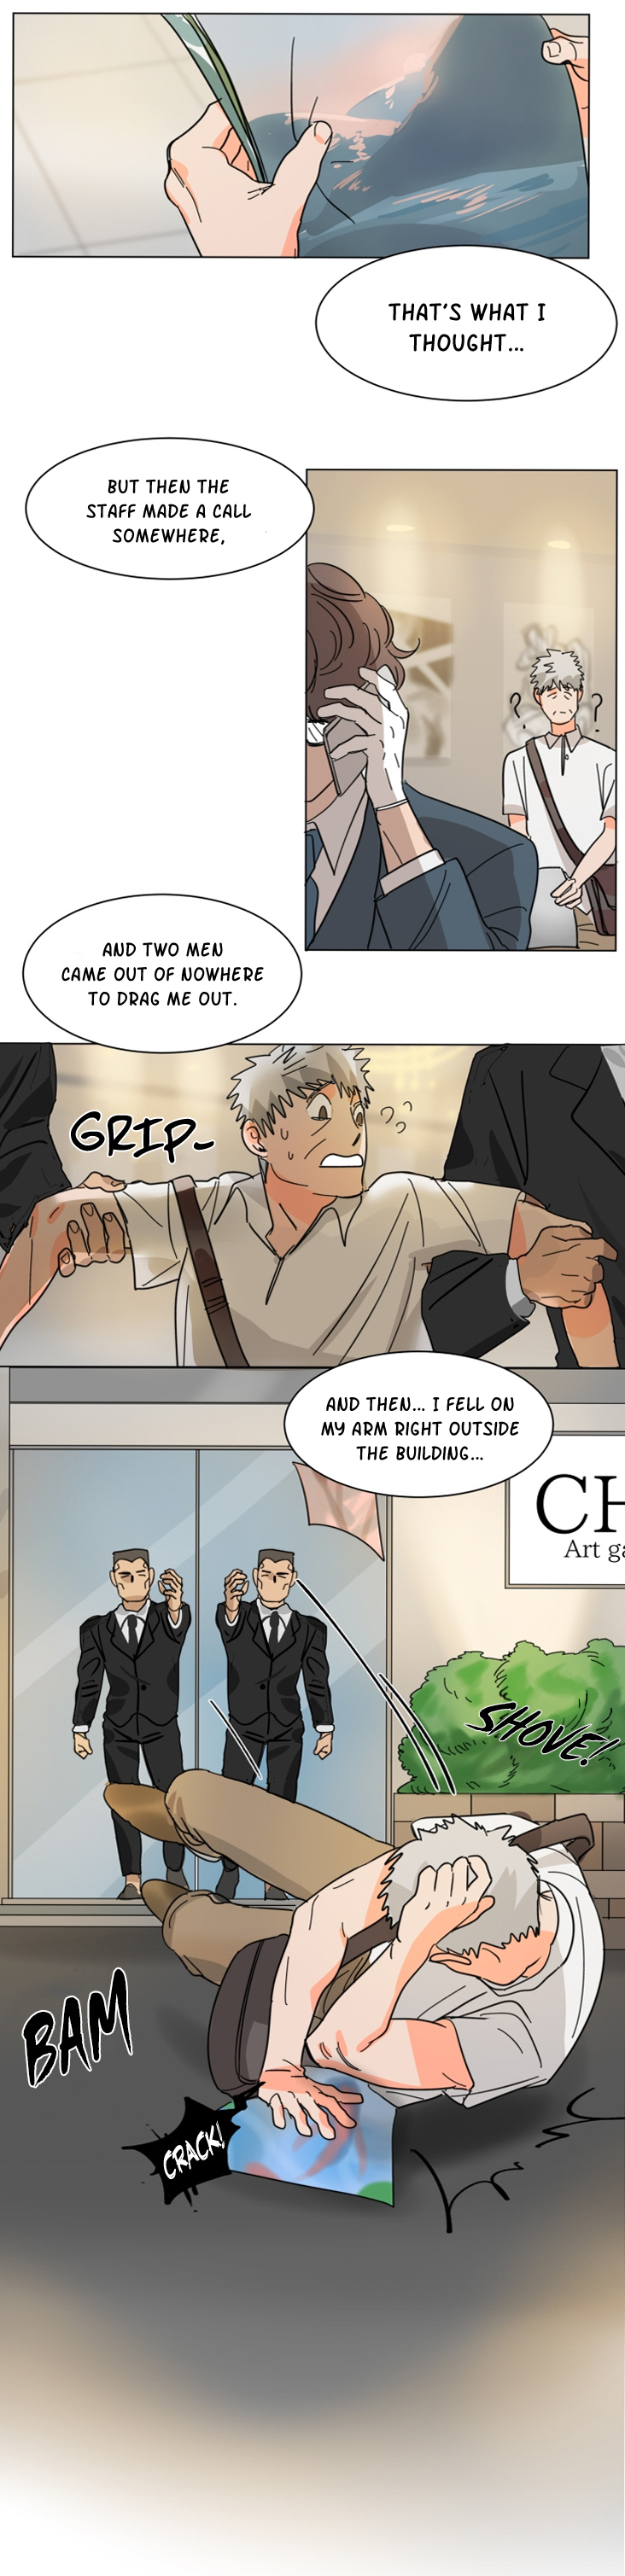 THAT'S WHAT I
THOUGHT...
BUT THEN THE
STAFF MADE A CALL
SOMEWHERE,
? ?
AND TWO MEN
CAME OUT OF NOWHERE
TO DRAG ME OUT.
GRIP-
???
AND THEN... I FELL ON
MY ARM RIGHT OUTSIDE
THE BUILDING...
CH
Art ga
SHOVE!
BAM
CRACK!